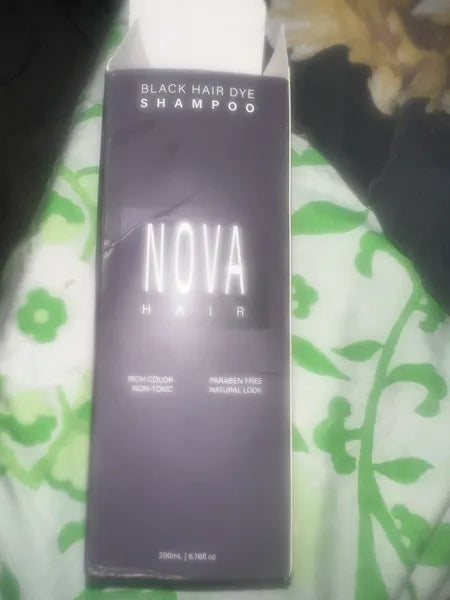 BLACK HAIR DYE
SHAMPOO
NOVA
HAIR
RICH COLOR
NON-TOXIC
PARABEN FREE
NATURAL LOOK
200mL | 6.76fl oz